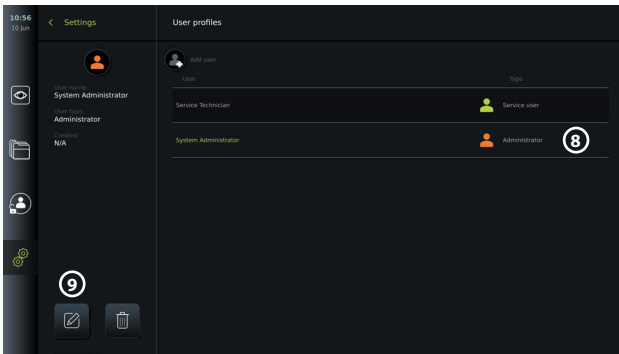 10:56
10 Jun
Settings
User profiles
Add user
User
Type
User name:
System Administrator
User type:
Administrator
Created:
N/A
Service Technician
Service user
System Administrator
Administrator
8
9